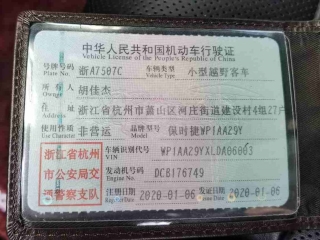 中华人民共和国机动车行驶证
Vehicle License of the People's Republic of China
号牌号码 浙A7507C 车辆类型 小型越野客车
Plate No. Vehicle Type
所有人 胡佳杰
Owner
住址 浙江省杭州市萧山区河庄街道建设村4组27户
Address
使用性质 非营运 品牌型号 保时捷WP1AA29Y
Use Character Model
浙江省杭州
市公安局交
通警察支队
车辆识别代号 WP1AA29YXLDA06003
VIN
发动机号码 DCB176749
Engine No.
注册日期 2020-01-06 发证日期 2020-01-06
Register Date Issue Date